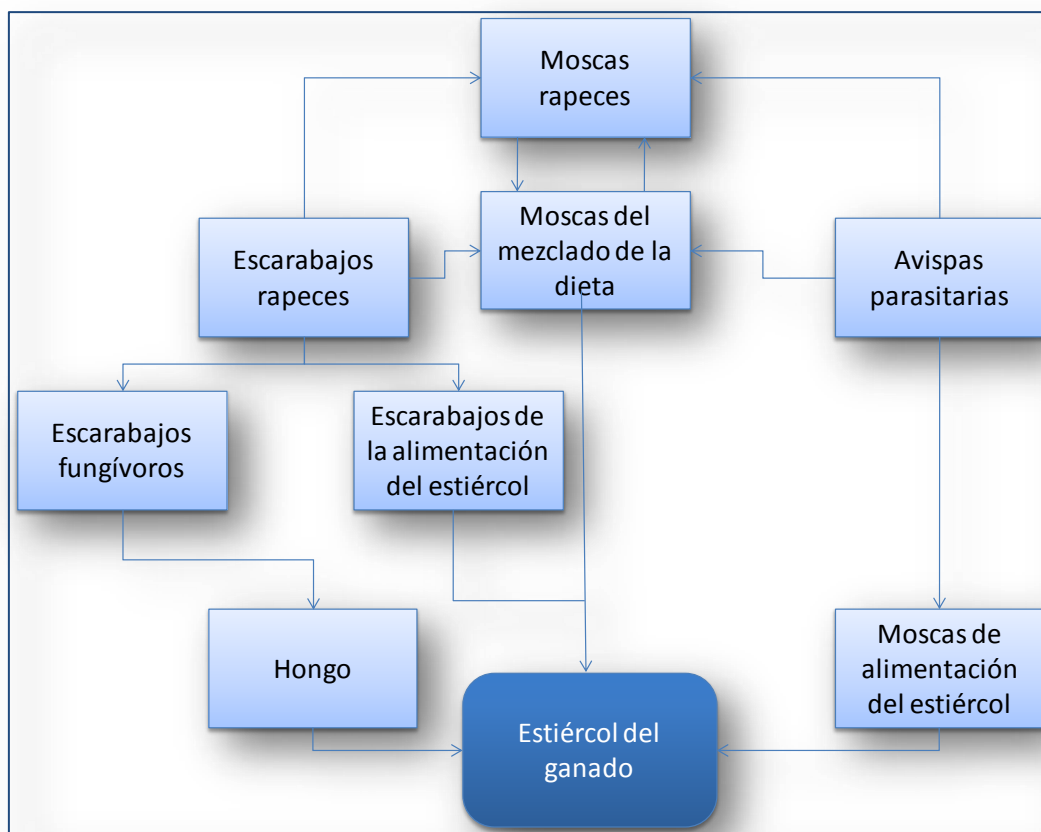 Moscas
rapeces
Moscas del
mezclado de la
dieta
Escarabajos
rapeces
Avispas
parasitarias
Escarabajos
fungívoros
Escarabajos de
la alimentación
del estiércol
Hongo
Moscas de
alimentación
del estiércol
Estiércol del
ganado